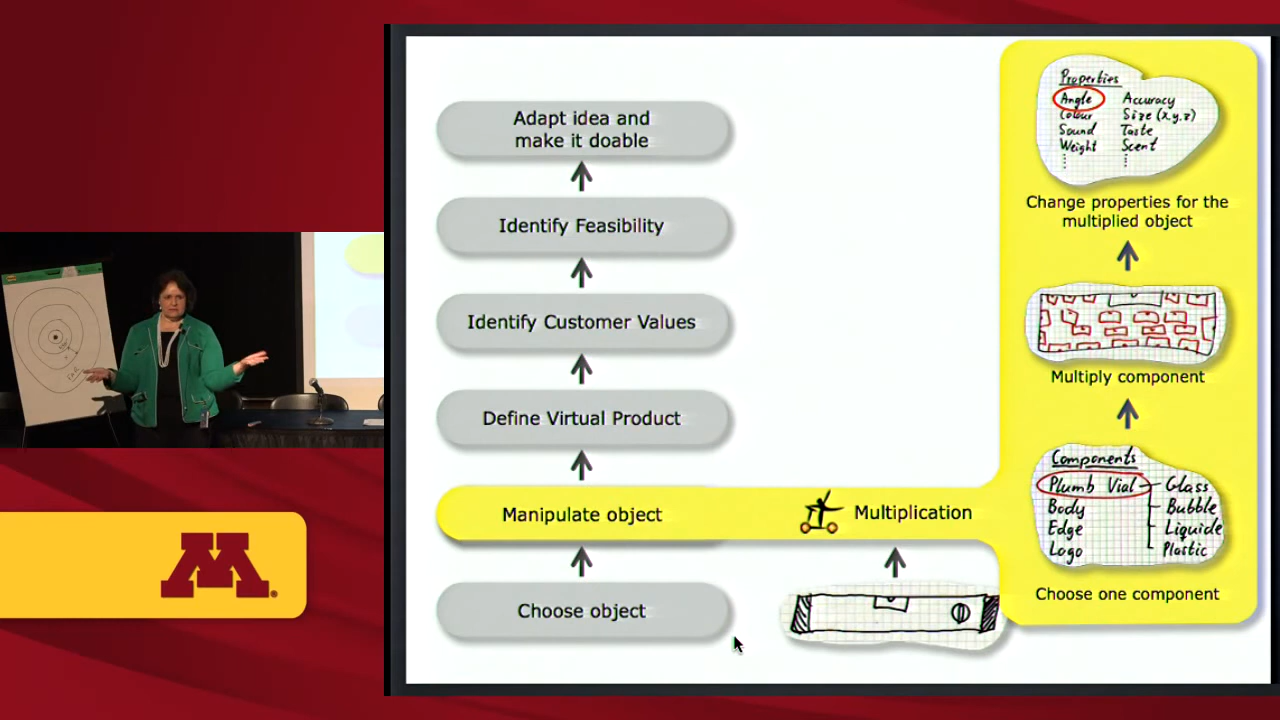 Adapt idea and
make it doable
Identify Feasibility
Identify Customer Values
Define Virtual Product
Manipulate object
Choose object
Multiplication
Properties
Angle Accuracy
Colour Size (x,y,z)
Sound Taste
Weight Scent
Change properties for the
multiplied object
Multiply component
Components
Plumb Vial Glass
Body Bubble
Edge Liquide
Logo Plastic
Choose one component
M